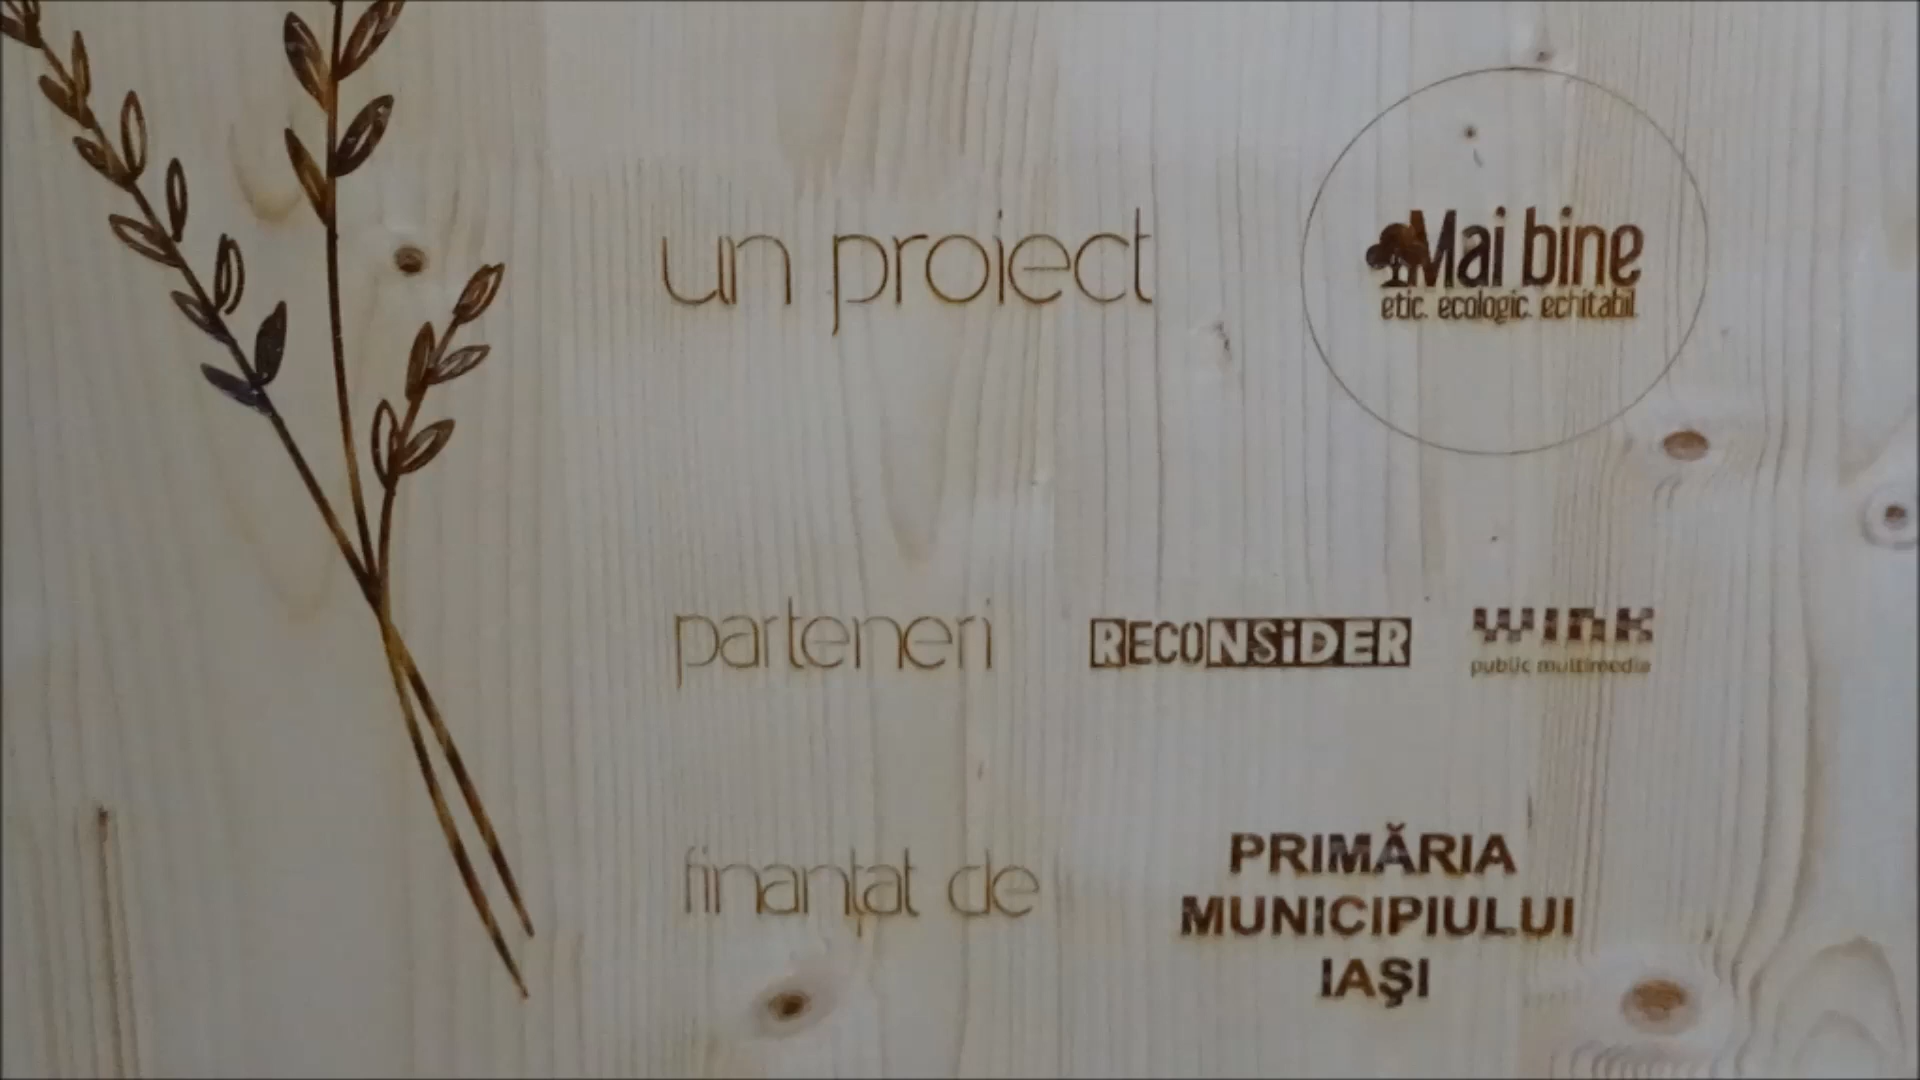 un proiect
Mai bine
etic. ecologic. echitabil.
parteneri
RECONSiDER
wink
public multimedia
finanțat de
PRIMĂRIA
MUNICIPIULUI
IAŞI